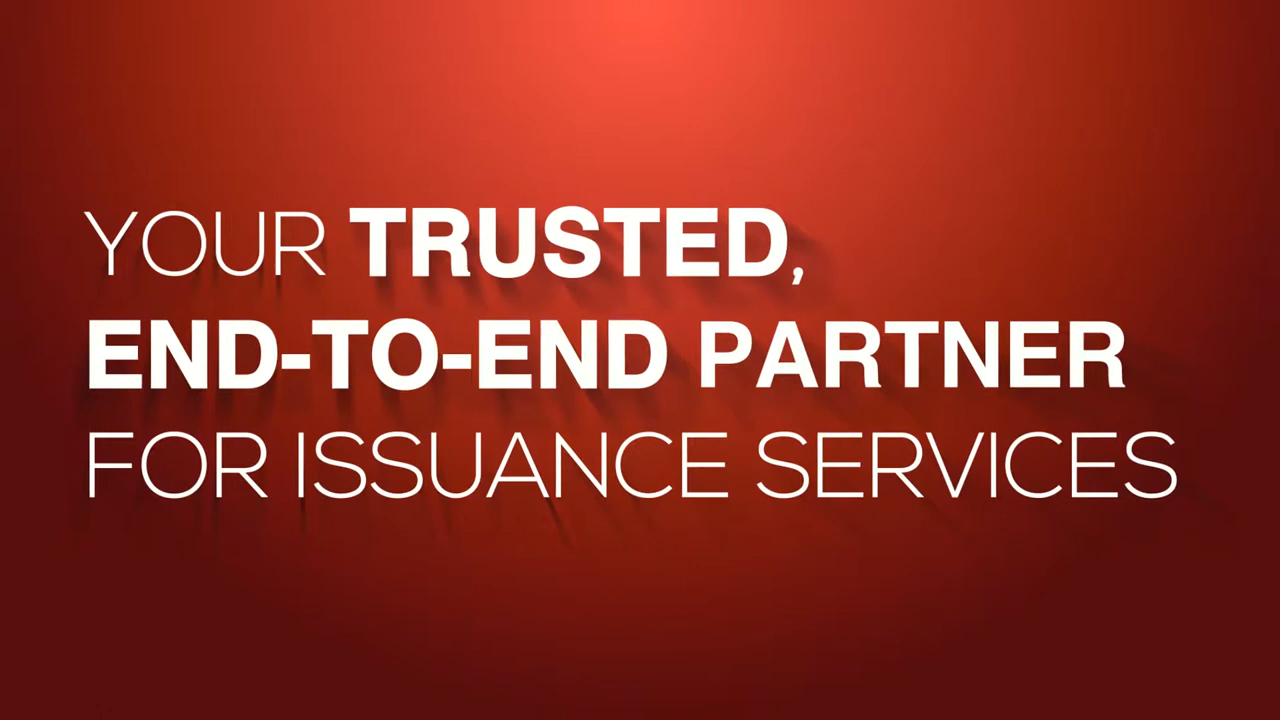 YOUR TRUSTED,
END-TO-END PARTNER
FOR ISSUANCE SERVICES